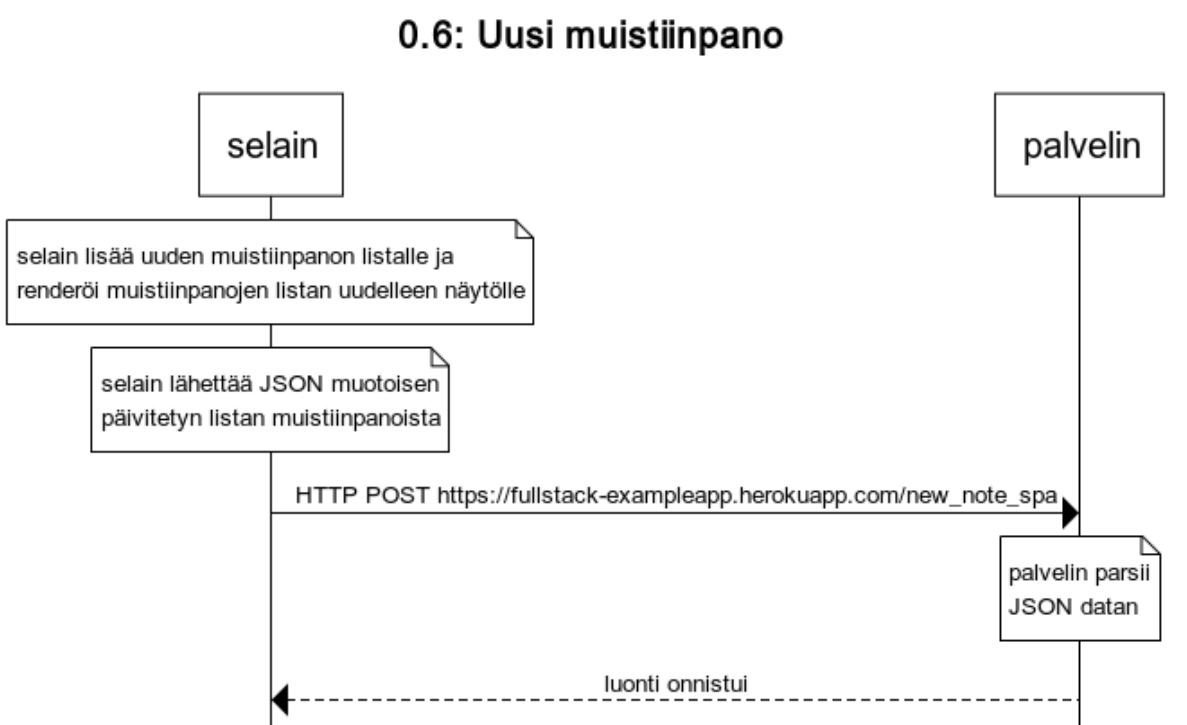 0.6: Uusi muistiinpano
selain
palvelin
selain lisää uuden muistiinpanon listalle ja
renderöi muistiinpanojen listan uudelleen näytölle
selain lähettää JSON muotoisen
päivitetyn listan muistiinpanoista
HTTP POST https://fullstack-exampleapp.herokuapp.com/new_note_spa
palvelin parsii
JSON datan
luonti onnistui